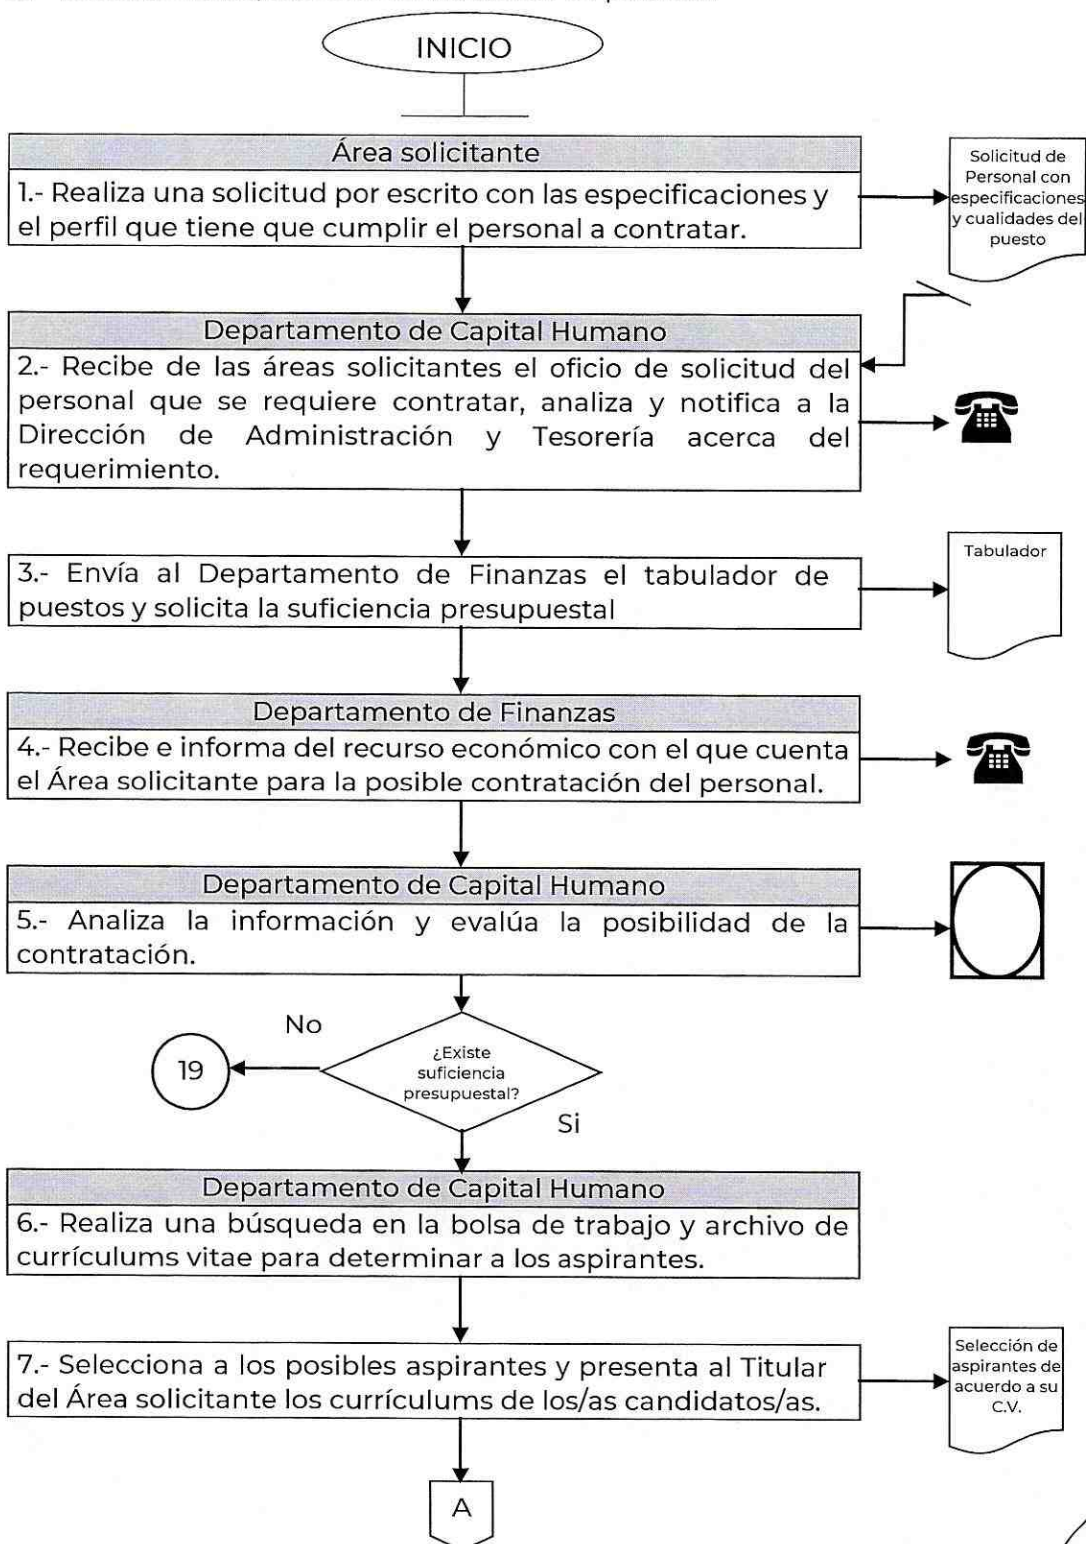 INICIO
Área solicitante
1.- Realiza una solicitud por escrito con las especificaciones y
el perfil que tiene que cumplir el personal a contratar.
Solicitud de
Personal con
especificaciones
y cualidades del
puesto
Departamento de Capital Humano
2.- Recibe de las áreas solicitantes el oficio de solicitud del
personal que se requiere contratar, analiza y notifica a la
Dirección de Administración y Tesorería acerca del
requerimiento.
3.- Envía al Departamento de Finanzas el tabulador de
puestos y solicita la suficiencia presupuestal
Tabulador
Departamento de Finanzas
4.- Recibe e informa del recurso económico con el que cuenta
el Área solicitante para la posible contratación del personal.
Departamento de Capital Humano
5.- Analiza la información y evalúa la posibilidad de la
contratación.
No
19
¿Existe
suficiencia
presupuestal?
Si
Departamento de Capital Humano
6.- Realiza una búsqueda en la bolsa de trabajo y archivo de
currículums vitae para determinar a los aspirantes.
7.- Selecciona a los posibles aspirantes y presenta al Titular
del Área solicitante los currículums de los/as candidatos/as.
Selección de
aspirantes de
acuerdo a su
C.V.
A